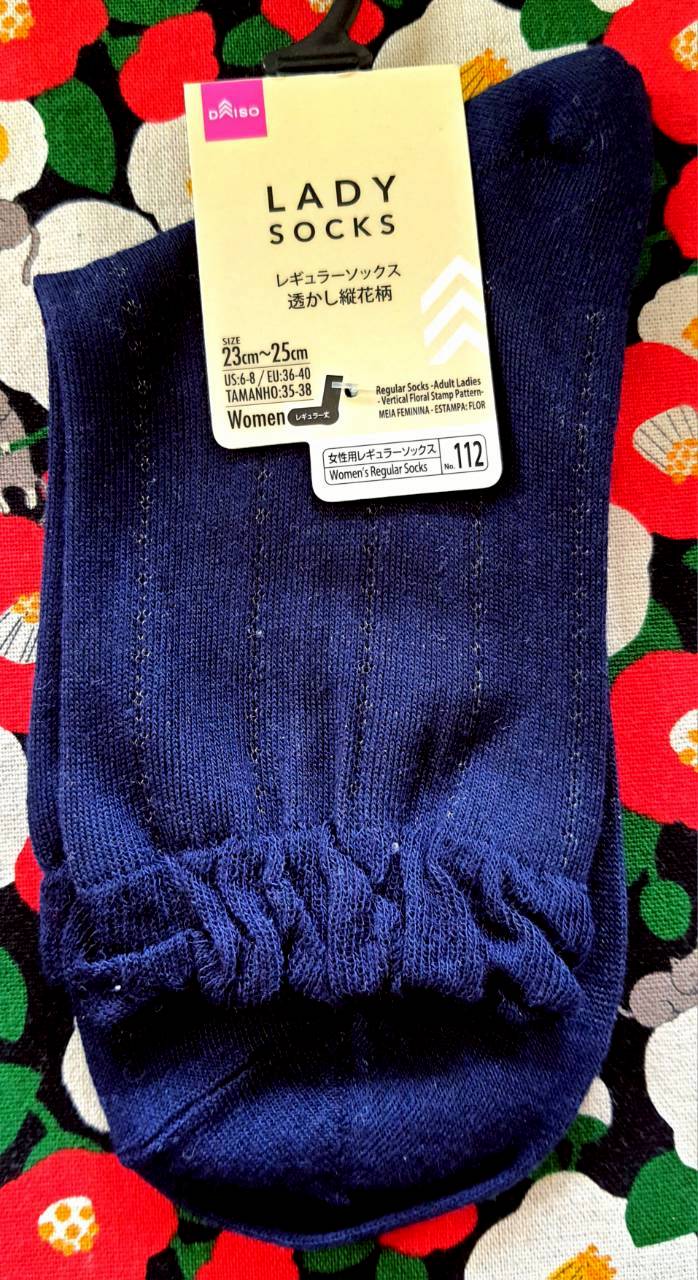 DAISO
LADY
SOCKS
レギュラーソックス
透かし縦花柄
SIZE
23cm~25cm
US:6-8 / EU:36-40
TAMANHO:35-38
Women レギュラー丈
Regular Socks -Adult Ladies
-Vertical Floral Stamp Pattern-
MEIA FEMININA - ESTAMPA: FLOR
女性用レギュラーソックス
Women's Regular Socks
No. 112